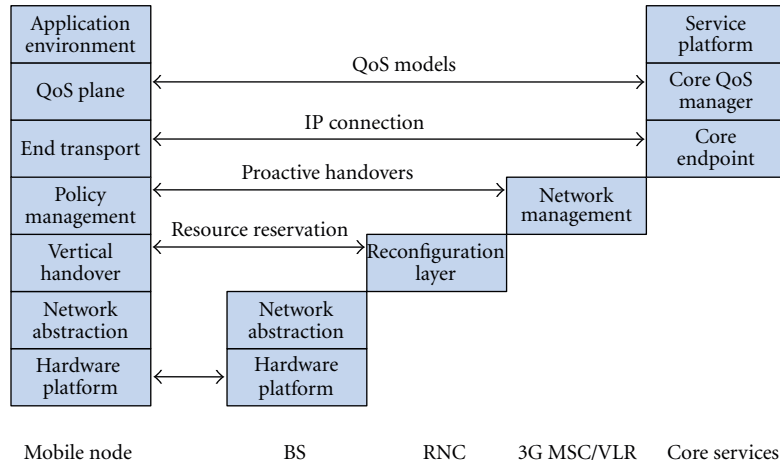 Application
environment
Service
platform
QoS plane
QoS models
Core QoS
manager
End transport
IP connection
Core
endpoint
Policy
management
Proactive handovers
Network
management
Vertical
handover
Resource reservation
Reconfiguration
layer
Network
abstraction
Network
abstraction
Hardware
platform
Hardware
platform
Mobile node
BS
RNC
3G MSC/VLR
Core services